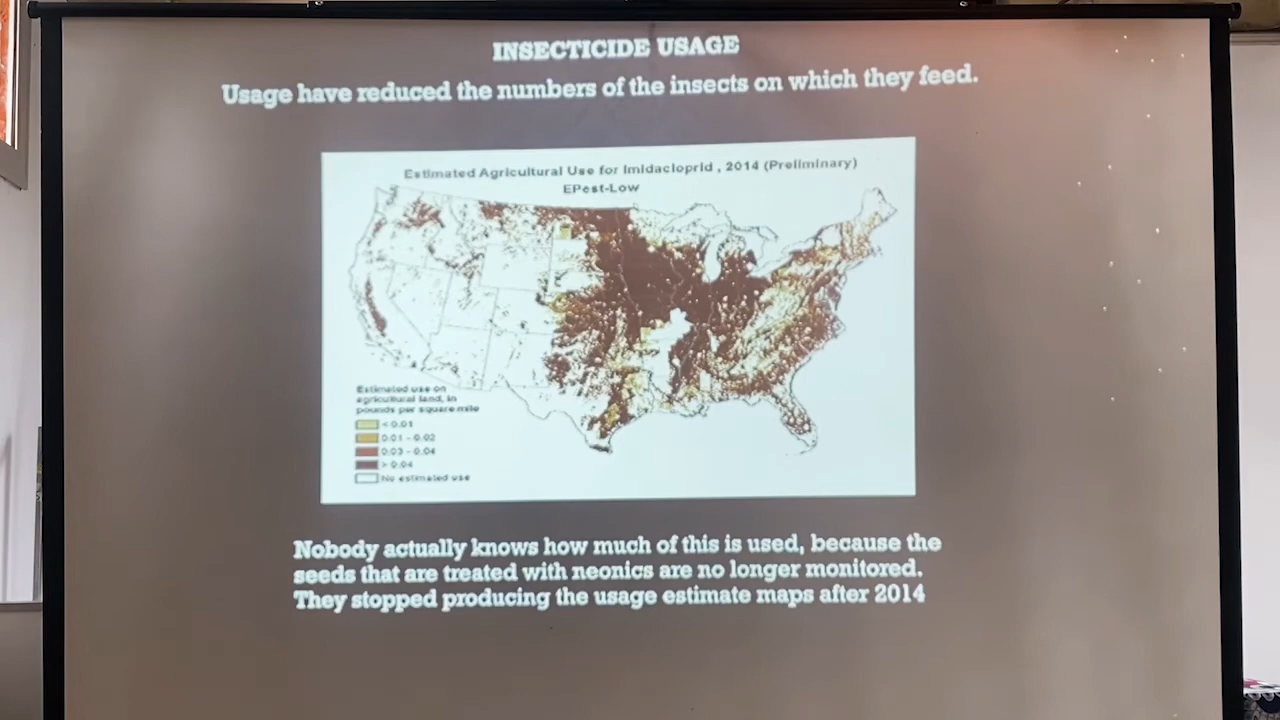 INSECTICIDE USAGE
Usage have reduced the numbers of the insects on which they feed.
Estimated Agricultural Use for Imidacloprid , 2014 (Preliminary)
EPest-Low
Estimated use on
agricultural land, in
pounds per square mile
< 0.01
0.01 - 0.02
0.03 - 0.04
> 0.04
No estimated use
Nobody actually knows how much of this is used, because the
seeds that are treated with neonics are no longer monitored.
They stopped producing the usage estimate maps after 2014